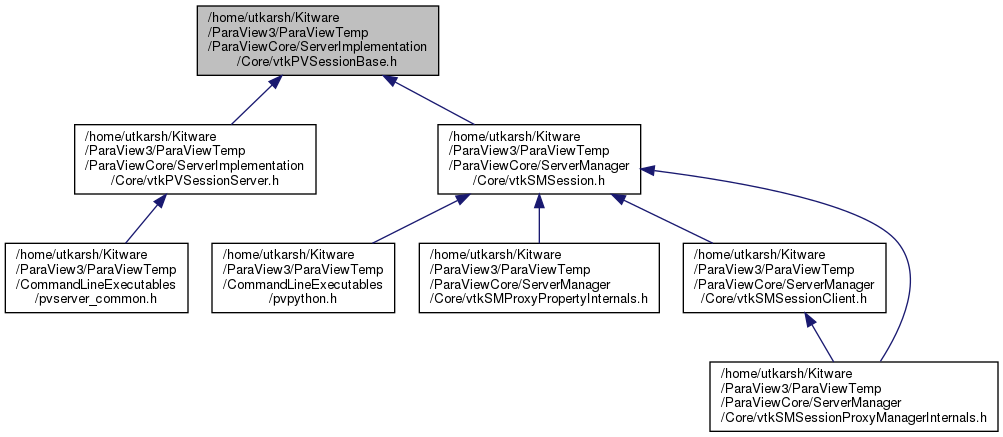 /home/utkarsh/Kitware
/ParaView3/ParaViewTemp
/ParaViewCore/ServerImplementation
/Core/vtkPVSessionBase.h
/home/utkarsh/Kitware
/ParaView3/ParaViewTemp
/ParaViewCore/ServerImplementation
/Core/vtkPVSessionServer.h
/home/utkarsh/Kitware
/ParaView3/ParaViewTemp
/ParaViewCore/ServerManager
/Core/vtkSMSession.h
/home/utkarsh/Kitware
/ParaView3/ParaViewTemp
/CommandLineExecutables
/pvserver_common.h
/home/utkarsh/Kitware
/ParaView3/ParaViewTemp
/CommandLineExecutables
/pvpython.h
/home/utkarsh/Kitware
/ParaView3/ParaViewTemp
/ParaViewCore/ServerManager
/Core/vtkSMProxyPropertyInternals.h
/home/utkarsh/Kitware
/ParaView3/ParaViewTemp
/ParaViewCore/ServerManager
/Core/vtkSMSessionClient.h
/home/utkarsh/Kitware
/ParaView3/ParaViewTemp
/ParaViewCore/ServerManager
/Core/vtkSMSessionProxyManagerInternals.h